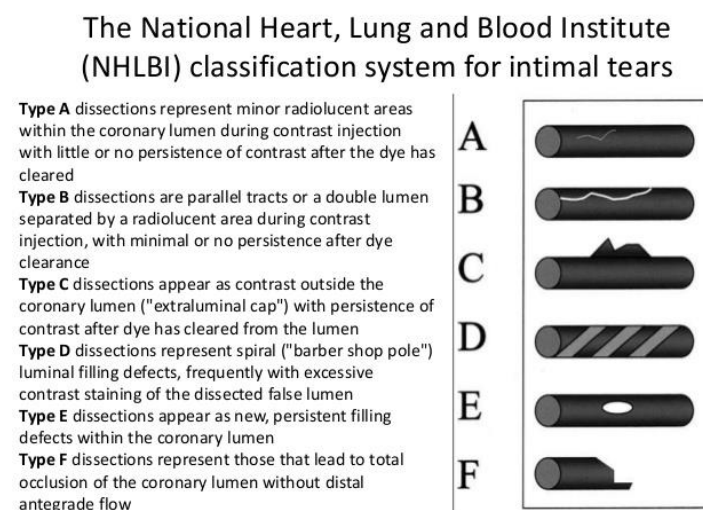 The National Heart, Lung and Blood Institute
(NHLBI) classification system for intimal tears
Type A dissections represent minor radiolucent areas
within the coronary lumen during contrast injection
with little or no persistence of contrast after the dye has
cleared
Type B dissections are parallel tracts or a double lumen
separated by a radiolucent area during contrast
injection, with minimal or no persistence after dye
clearance
Type C dissections appear as contrast outside the
coronary lumen ("extraluminal cap") with persistence of
contrast after dye has cleared from the lumen
Type D dissections represent spiral ("barber shop pole")
luminal filling defects, frequently with excessive
contrast staining of the dissected false lumen
Type E dissections appear as new, persistent filling
defects within the coronary lumen
Type F dissections represent those that lead to total
occlusion of the coronary lumen without distal
antegrade flow
A
B
C
D
E
F